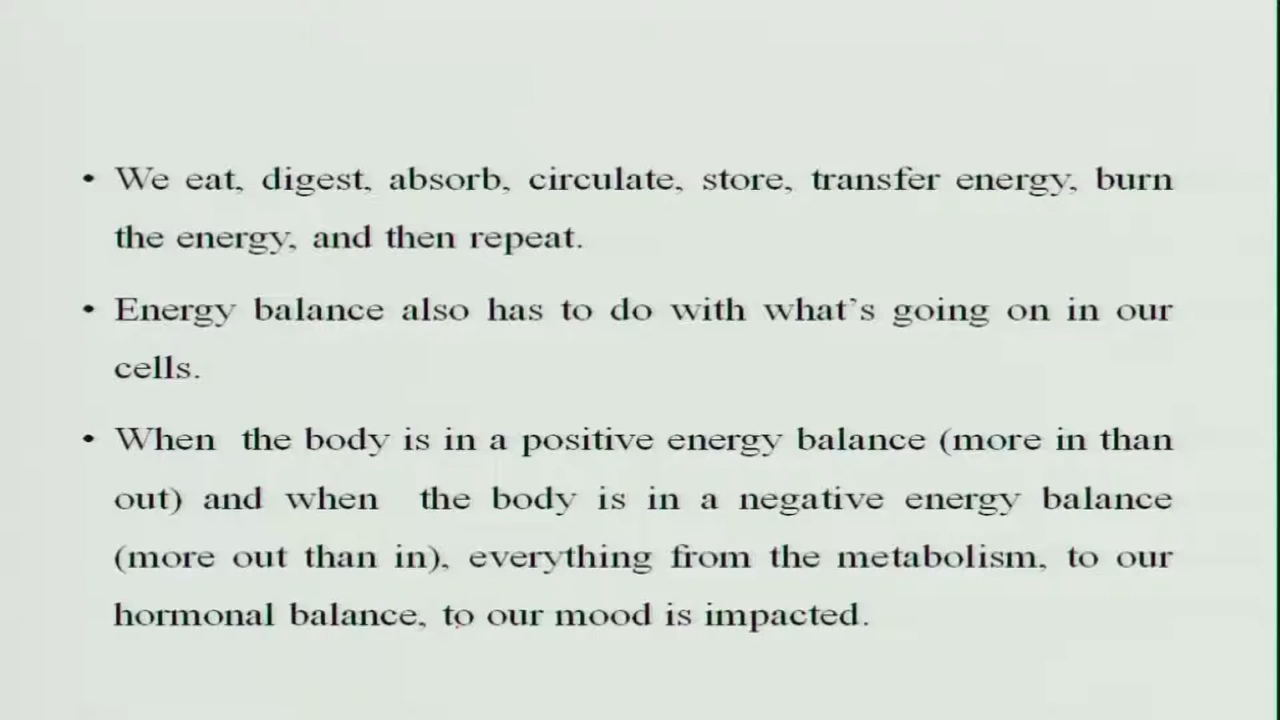 • We eat, digest, absorb, circulate, store, transfer energy, burn
the energy, and then repeat.
• Energy balance also has to do with what's going on in our
cells.
• When the body is in a positive energy balance (more in than
out) and when the body is in a negative energy balance
(more out than in), everything from the metabolism, to our
hormonal balance, to our mood is impacted.